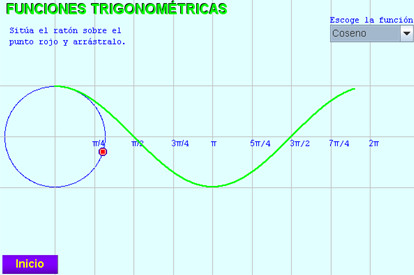 FUNCIONES TRIGONOMÉTRICAS
Escoge la función
Sitúa el ratón sobre el
punto rojo y arrástralo.
Coseno
π/4 π/2 3π/4 π 5π/4 3π/2 7π/4 2π
Inicio